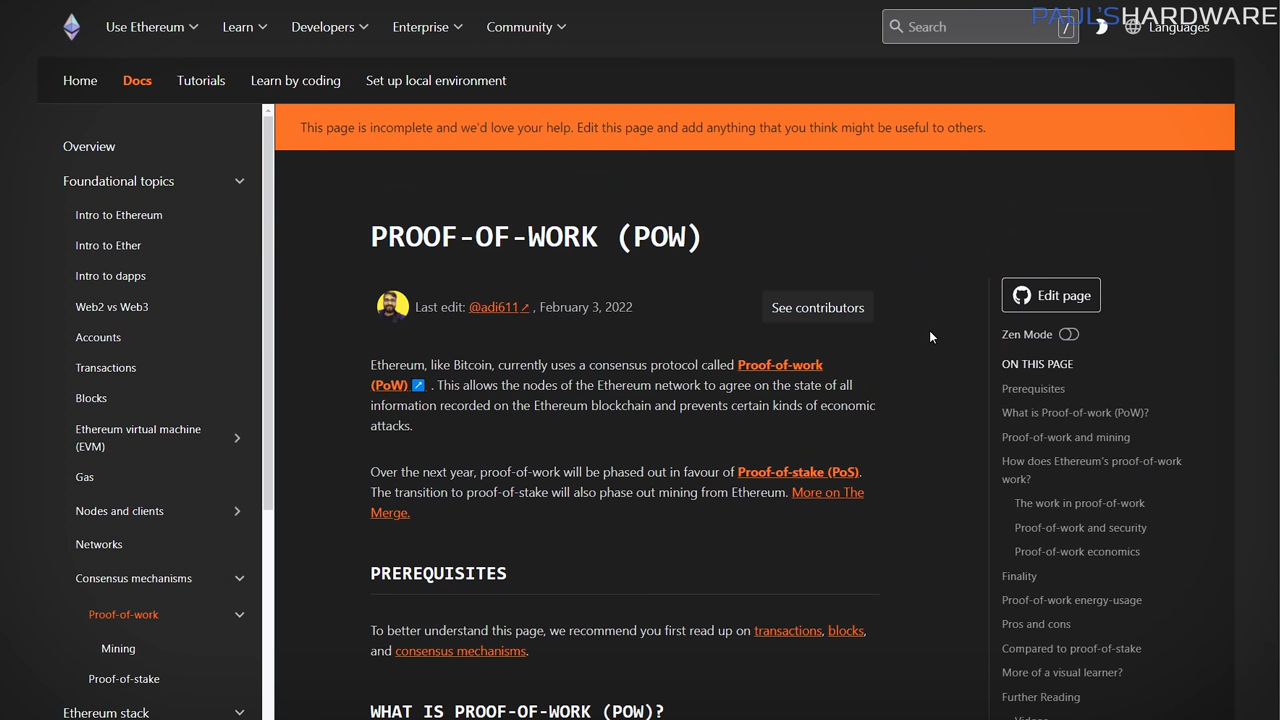 PAUL'SHARDWARE
Use Ethereum
Learn
Developers
Enterprise
Community
Search
/
Languages
Home
Docs
Tutorials
Learn by coding
Set up local environment
Overview
Foundational topics
Intro to Ethereum
Intro to Ether
Intro to dapps
Web2 vs Web3
Accounts
Transactions
Blocks
Ethereum virtual machine
(EVM)
Gas
Nodes and clients
Networks
Consensus mechanisms
Proof-of-work
Mining
Proof-of-stake
Ethereum stack
This page is incomplete and we'd love your help. Edit this page and add anything that you think might be useful to others.
PROOF-OF-WORK (POW)
Last edit: @adi611↗ , February 3, 2022
See contributors
Ethereum, like Bitcoin, currently uses a consensus protocol called Proof-of-work
(PoW) ↗ . This allows the nodes of the Ethereum network to agree on the state of all
information recorded on the Ethereum blockchain and prevents certain kinds of economic
attacks.
Over the next year, proof-of-work will be phased out in favour of Proof-of-stake (PoS).
The transition to proof-of-stake will also phase out mining from Ethereum. More on The
Merge.
PREREQUISITES
To better understand this page, we recommend you first read up on transactions, blocks,
and consensus mechanisms.
WHAT IS PROOF-OF-WORK (POW)?
Edit page
Zen Mode
ON THIS PAGE
Prerequisites
What is Proof-of-work (PoW)?
Proof-of-work and mining
How does Ethereum's proof-of-work
work?
The work in proof-of-work
Proof-of-work and security
Proof-of-work economics
Finality
Proof-of-work energy-usage
Pros and cons
Compared to proof-of-stake
More of a visual learner?
Further Reading
Videos